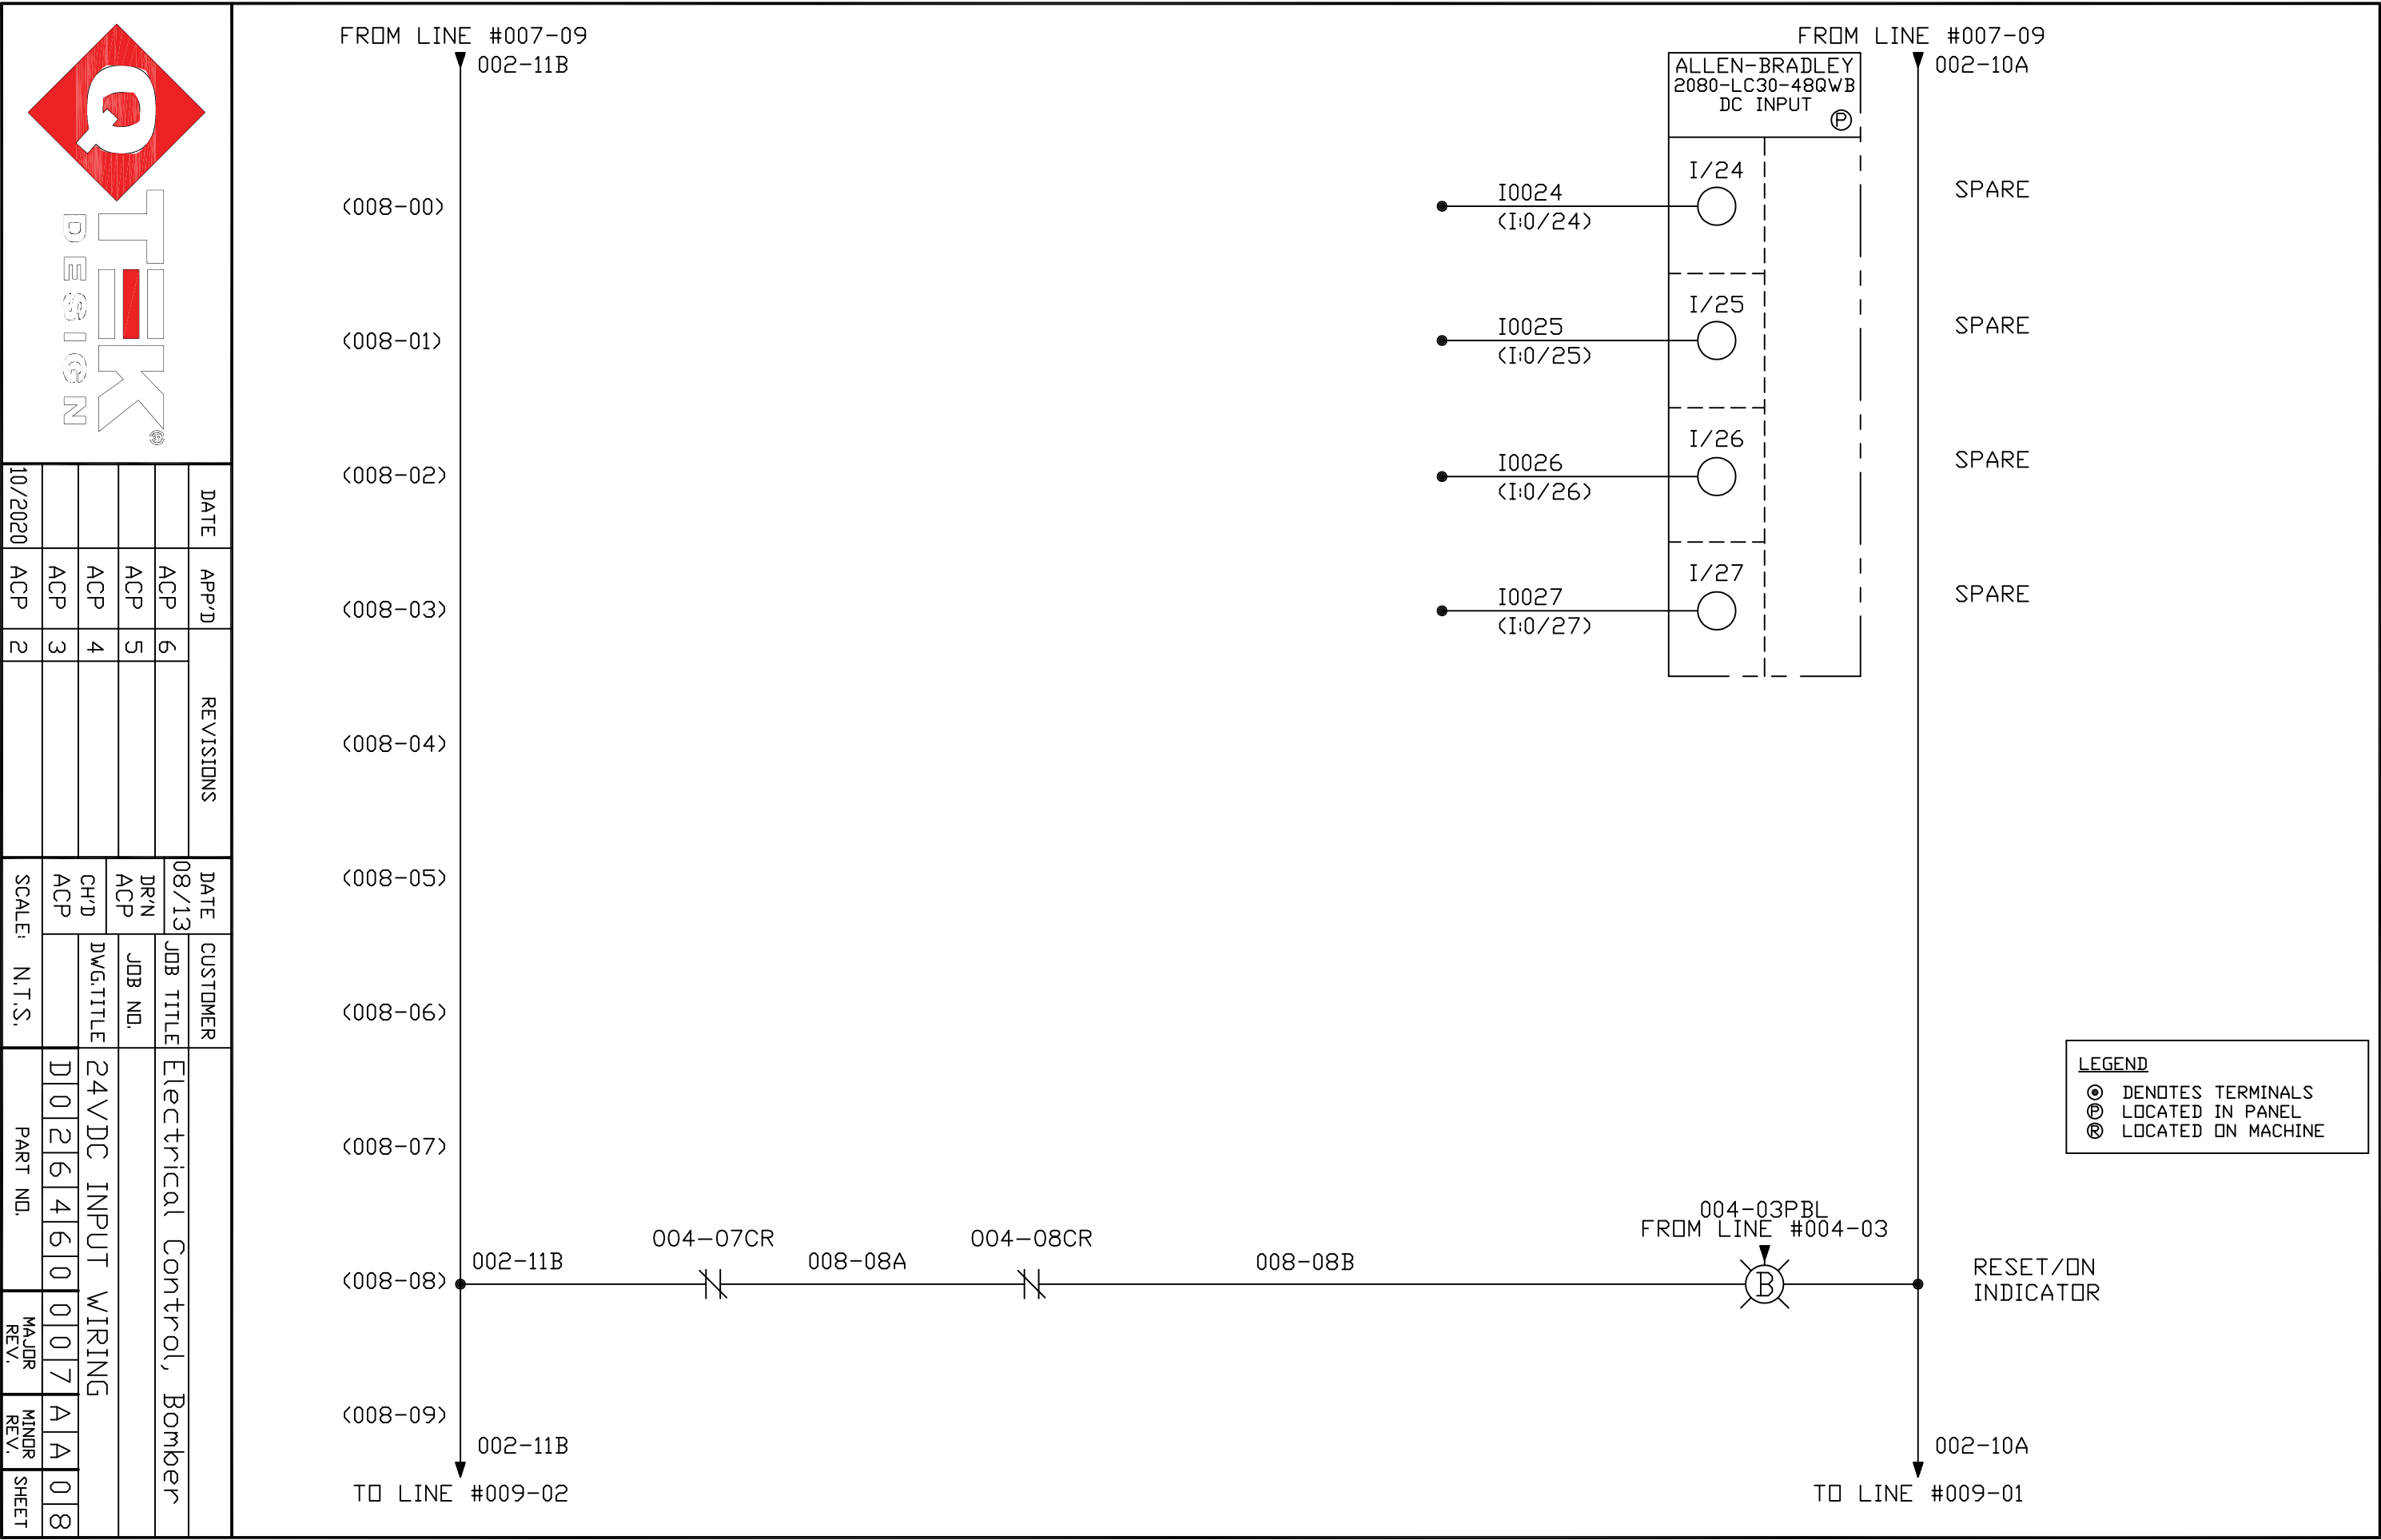 FROM LINE #007-09
002-11B
FROM LINE #007-09
002-10A
ALLEN-BRADLEY
2080-LC30-48QWB
DC INPUT
P
(008-00)
I0024
(I:0/24)
I/24
SPARE
(008-01)
I0025
(I:0/25)
I/25
SPARE
(008-02)
I0026
(I:0/26)
I/26
SPARE
(008-03)
I0027
(I:0/27)
I/27
SPARE
(008-04)
(008-05)
(008-06)
(008-07)
(008-08)
002-11B
004-07CR
008-08A
004-08CR
008-08B
004-03PBL
FROM LINE #004-03
B
RESET/ON
INDICATOR
(008-09)
002-11B
TO LINE #009-02
002-10A
TO LINE #009-01
LEGEND
DENOTES TERMINALS
P LOCATED IN PANEL
R LOCATED ON MACHINE
Q
TEK®
DESIGN
DATE APP'D REVISIONS
ACP 6
ACP 5
ACP 4
ACP 3
10/2020 ACP 2
DATE
08/13
DR'N
ACP
CH'D
ACP
SCALE: N.T.S.
CUSTOMER
JOB TITLE Electrical Control, Bomber
JOB NO.
DWG.TITLE 24VDC INPUT WIRING
D0264600 07AA08
PART NO.
MAJOR
REV.
MINOR
REV.
SHEET